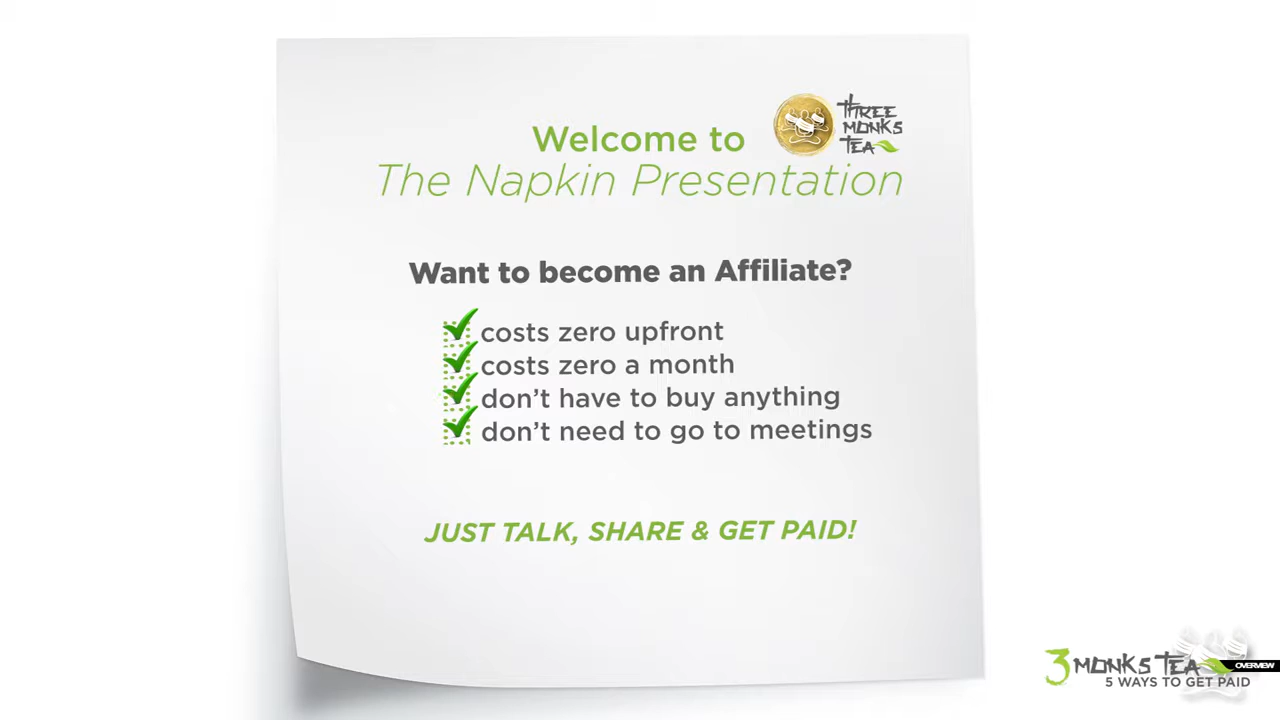 THREE
MONKS
TEA
Welcome to
The Napkin Presentation
Want to become an Affiliate?
costs zero upfront
costs zero a month
don't have to buy anything
don't need to go to meetings
JUST TALK, SHARE & GET PAID!
3 MONKS TEA
OVERVIEW
5 WAYS TO GET PAID